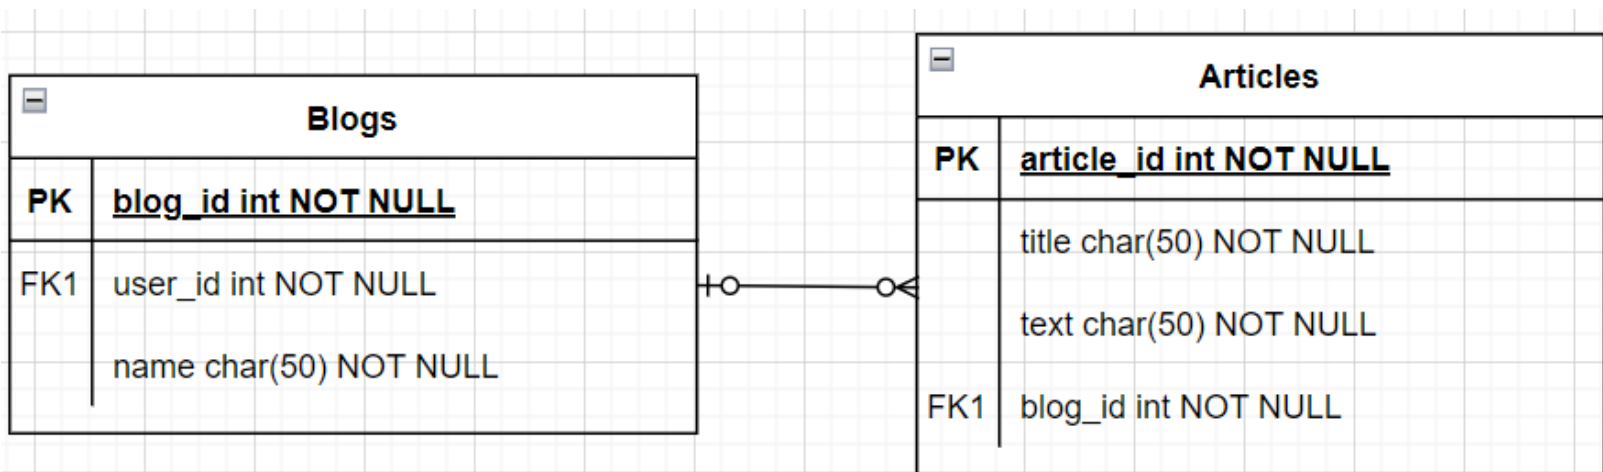 Blogs
PK blog_id int NOT NULL
FK1 user_id int NOT NULL
name char(50) NOT NULL
Articles
PK article_id int NOT NULL
title char(50) NOT NULL
text char(50) NOT NULL
FK1 blog_id int NOT NULL